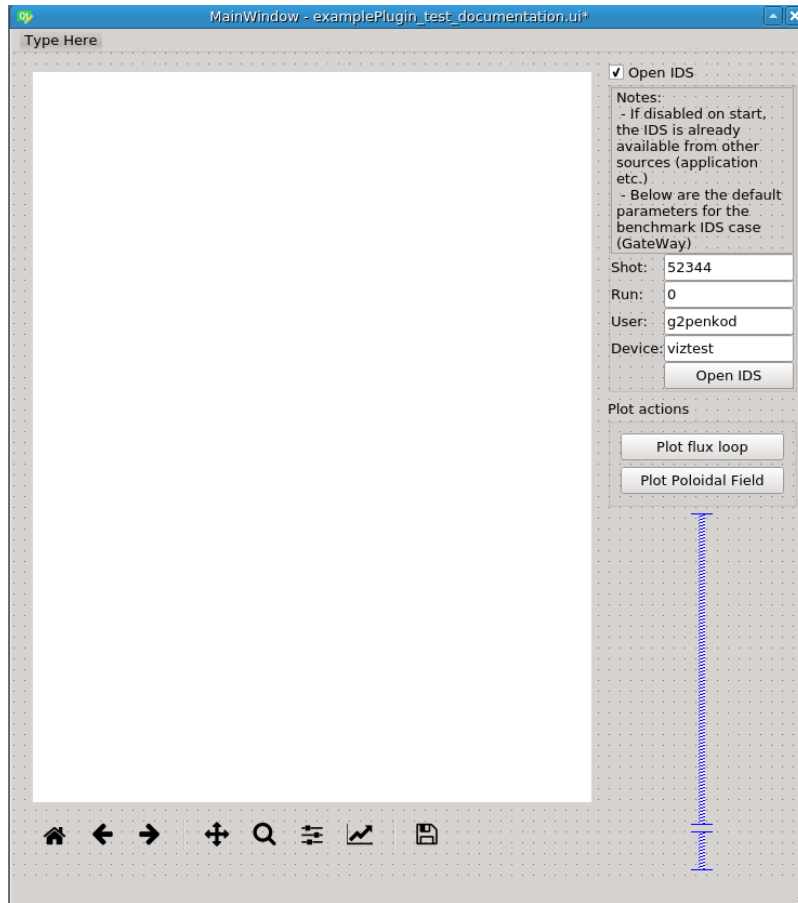 MainWindow - examplePlugin_test_documentation.ui*
Type Here
Open IDS
Notes:
- If disabled on start,
the IDS is already
available from other
sources (application
etc.)
- Below are the default
parameters for the
benchmark IDS case
(GateWay)
Shot: 52344
Run: 0
User: g2penkod
Device: viztest
Open IDS
Plot actions
Plot flux loop
Plot Poloidal Field